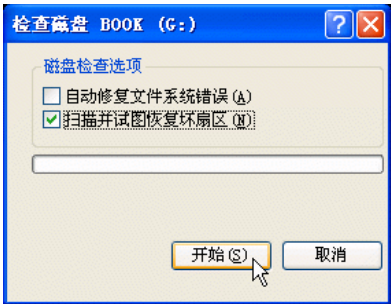 检查磁盘 BOOK (G:)
磁盘检查选项
自动修复文件系统错误(A)
扫描并试图恢复坏扇区(N)
开始(S) 取消